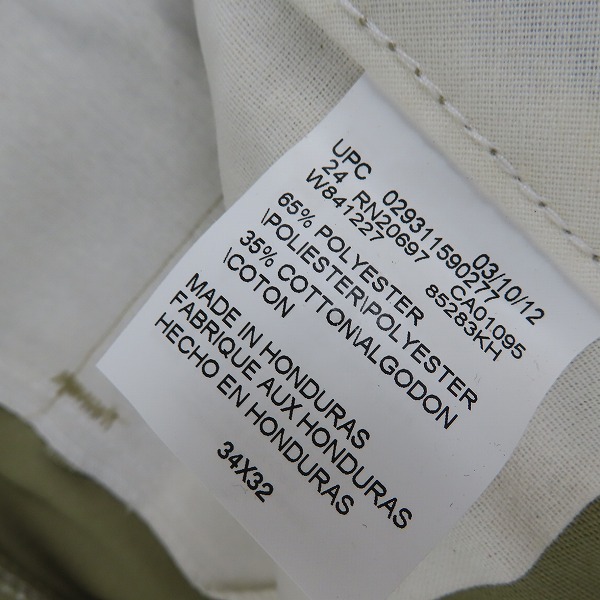 UPC 029311590277 03/10/12
24 RN20697 CA01095
W841227 85283KH
65% POLYESTER
\POLIESTER\POLYESTER
35% COTTON\ALGODON
\COTON
MADE IN HONDURAS
FABRIQUE AUX HONDURAS
HECHO EN HONDURAS
34X32